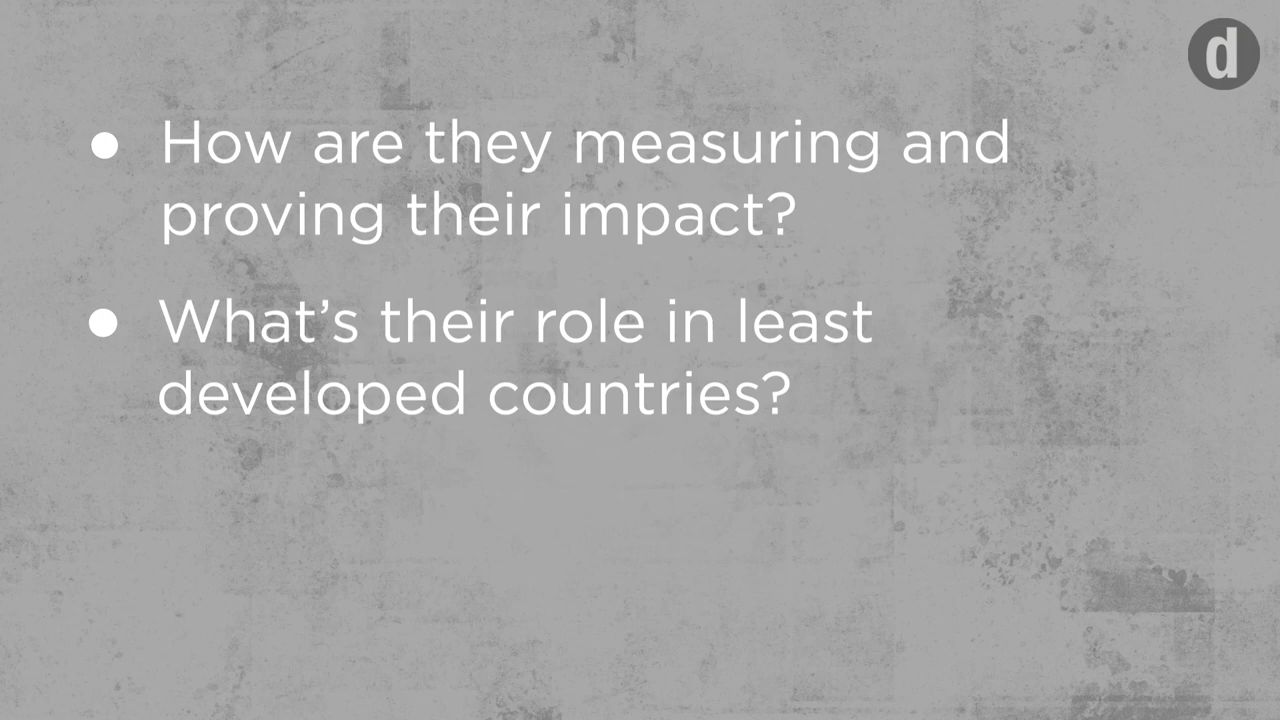 d
● How are they measuring and
proving their impact?
● What's their role in least
developed countries?